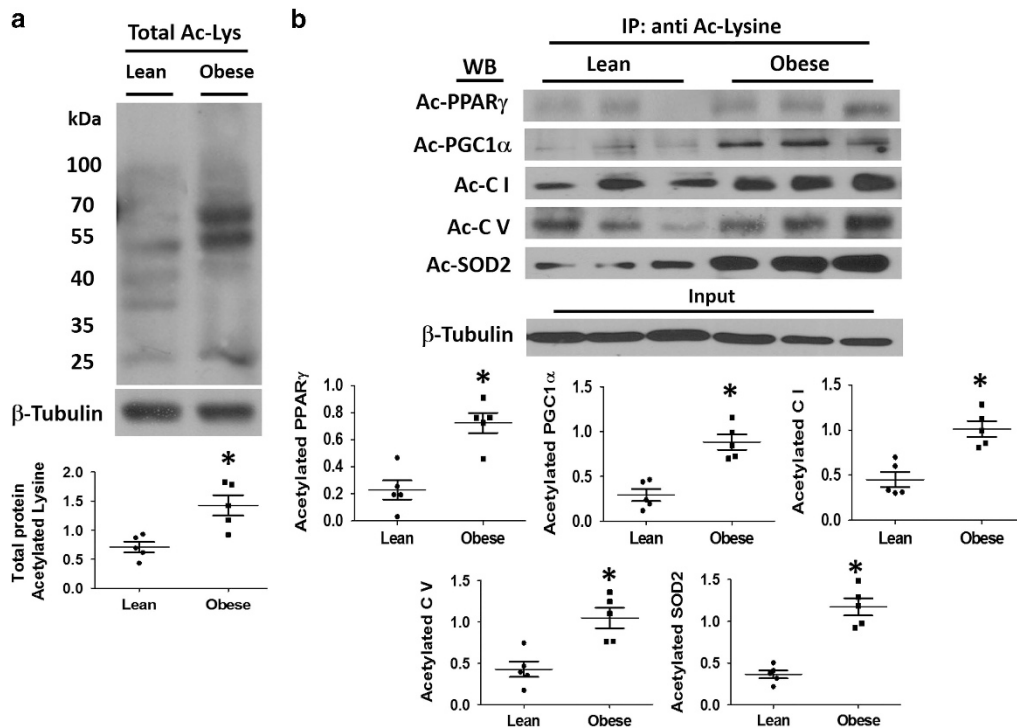 a
Total Ac-Lys
Lean Obese
kDa
100
70
55
40
35
25
β-Tubulin
*
Total protein
Acetylated Lysine
2.0
1.5
1.0
0.5
0.0
Lean Obese
b
IP: anti Ac-Lysine
WB Lean Obese
Ac-PPARγ
Ac-PGC1α
Ac-C I
Ac-C V
Ac-SOD2
Input
β-Tubulin
*
Acetylated PPARγ
1.0
0.8
0.6
0.4
0.2
0.0
Lean Obese
*
Acetylated PGC1α
1.5
1.0
0.5
0.0
Lean Obese
*
Acetylated C I
1.5
1.0
0.5
0.0
Lean Obese
*
Acetylated C V
1.5
1.0
0.5
0.0
Lean Obese
*
Acetylated SOD2
1.5
1.0
0.5
0.0
Lean Obese